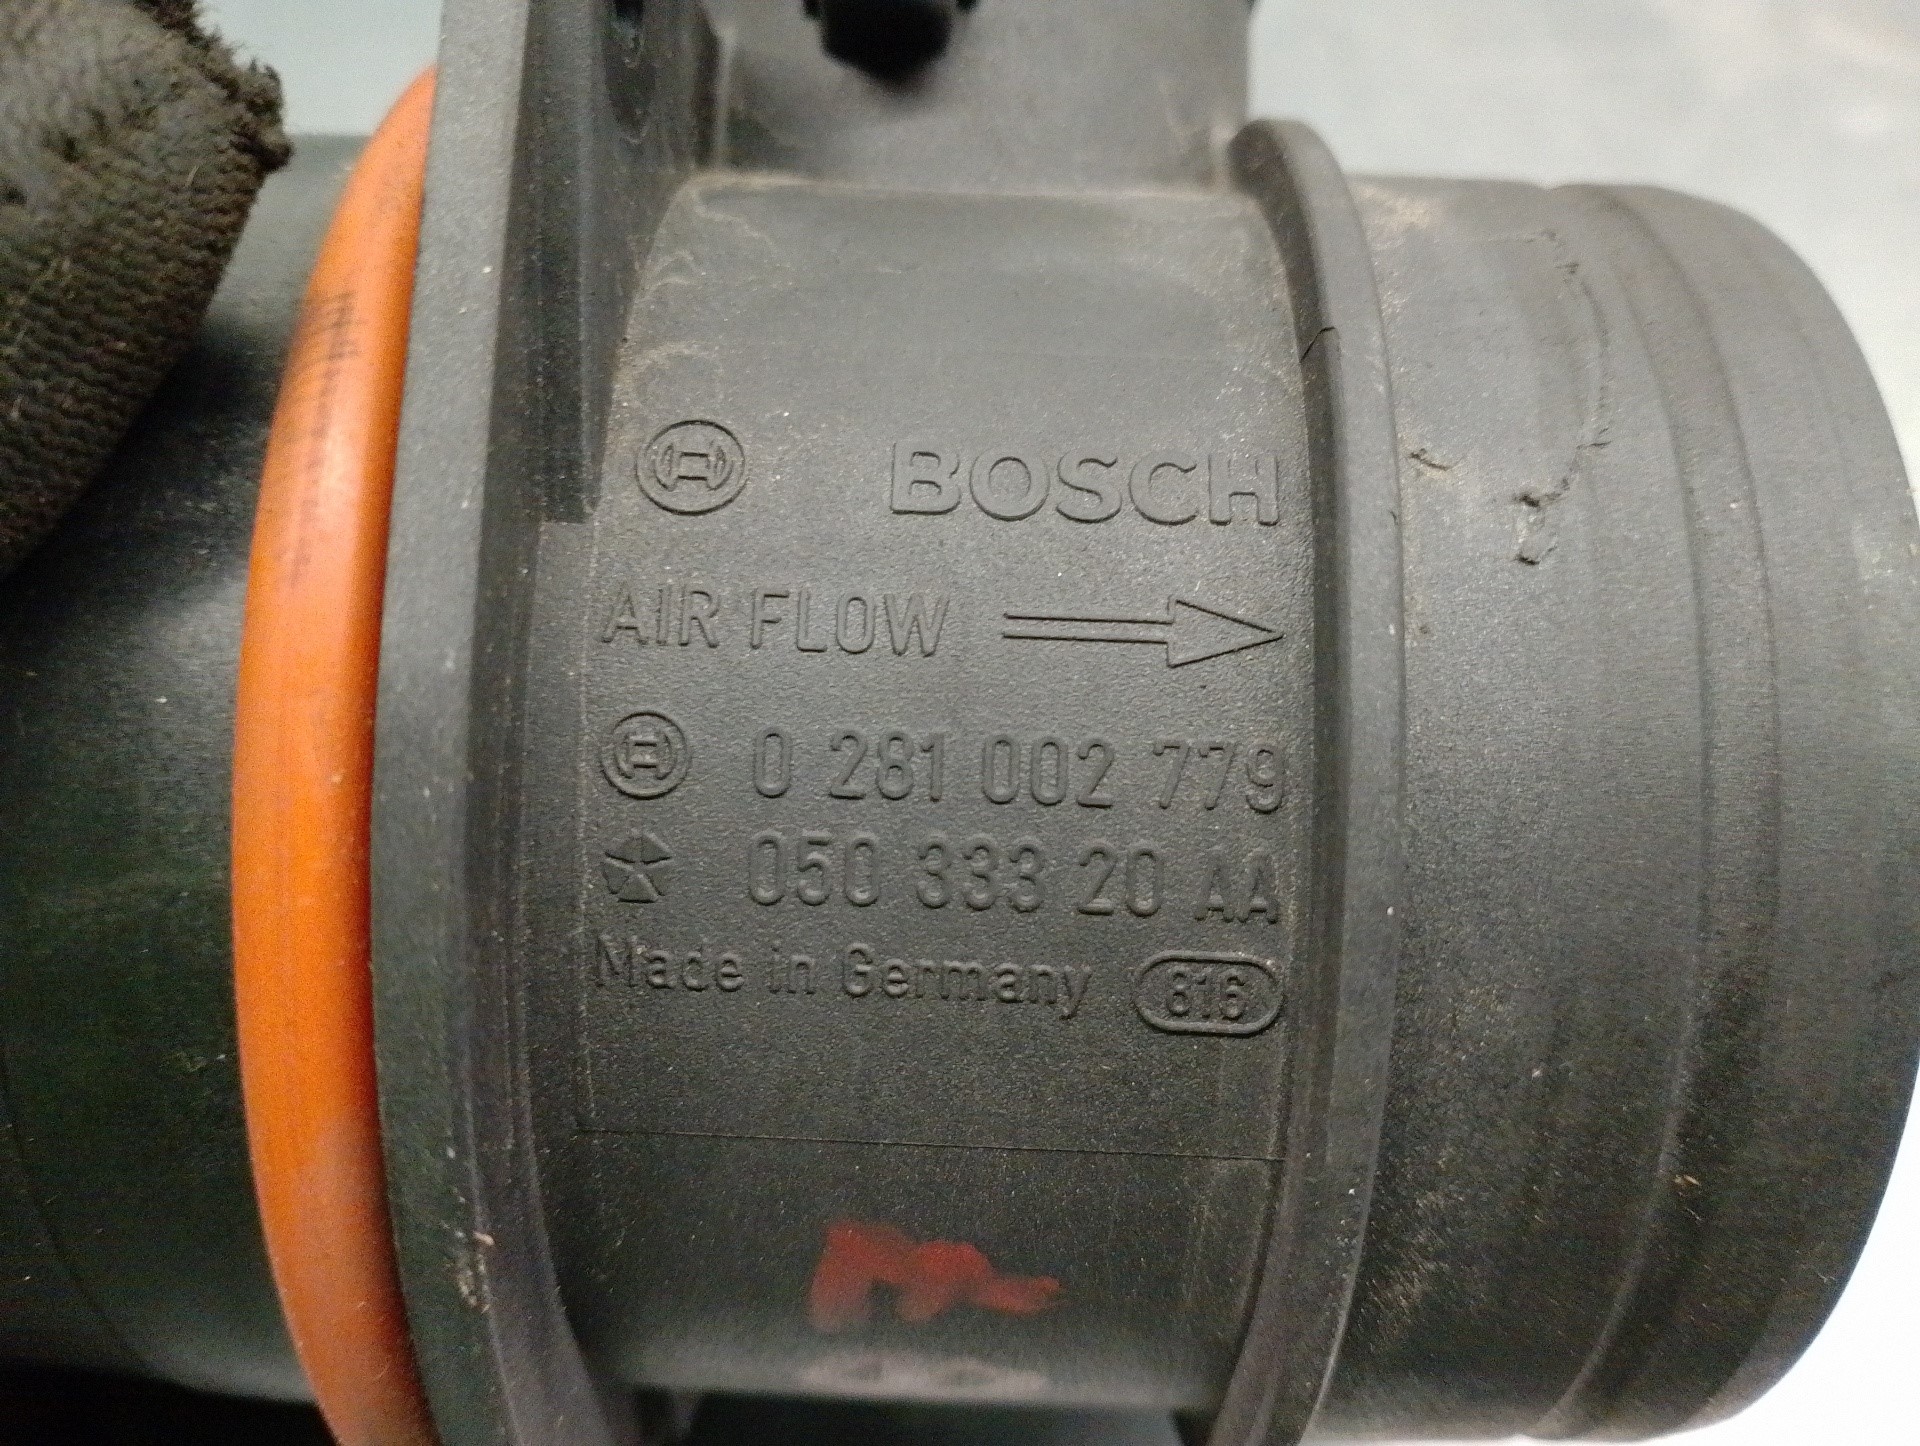 BOSCH
AIR FLOW
0 281 002 779
050 333 20 AA
Made in Germany 816